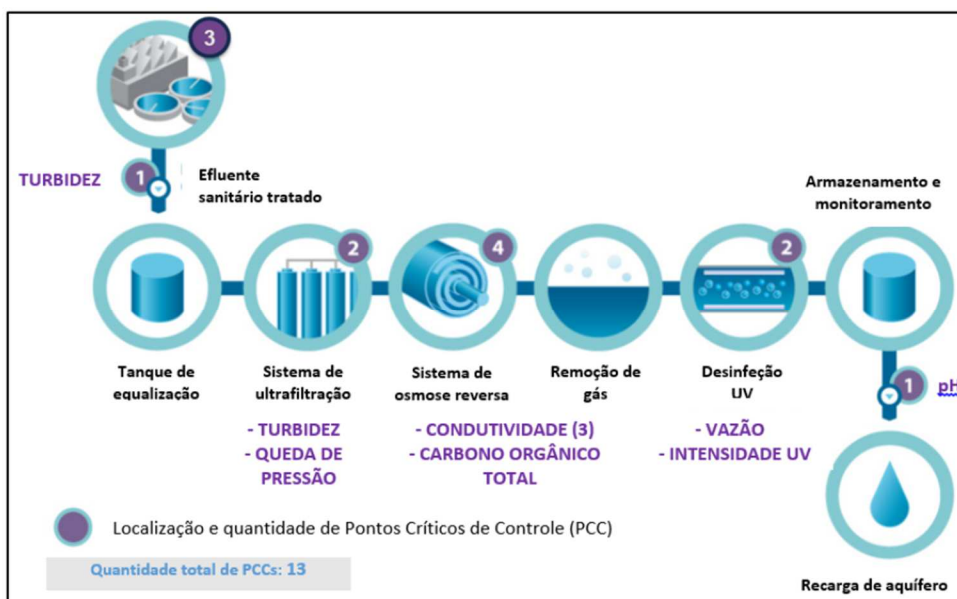 3
TURBIDEZ
1
Efluente
sanitário tratado
Armazenamento e
monitoramento
2
4
2
Tanque de
equalização
Sistema de
ultrafiltração
Sistema de
osmose reversa
Remoção de
gás
Desinfeção
UV
1
pH
- TURBIDEZ
- QUEDA DE
PRESSÃO
- CONDUTIVIDADE (3)
- CARBONO ORGÂNICO
TOTAL
- VAZÃO
- INTENSIDADE UV
Localização e quantidade de Pontos Críticos de Controle (PCC)
Quantidade total de PCCs: 13
Recarga de aquífero